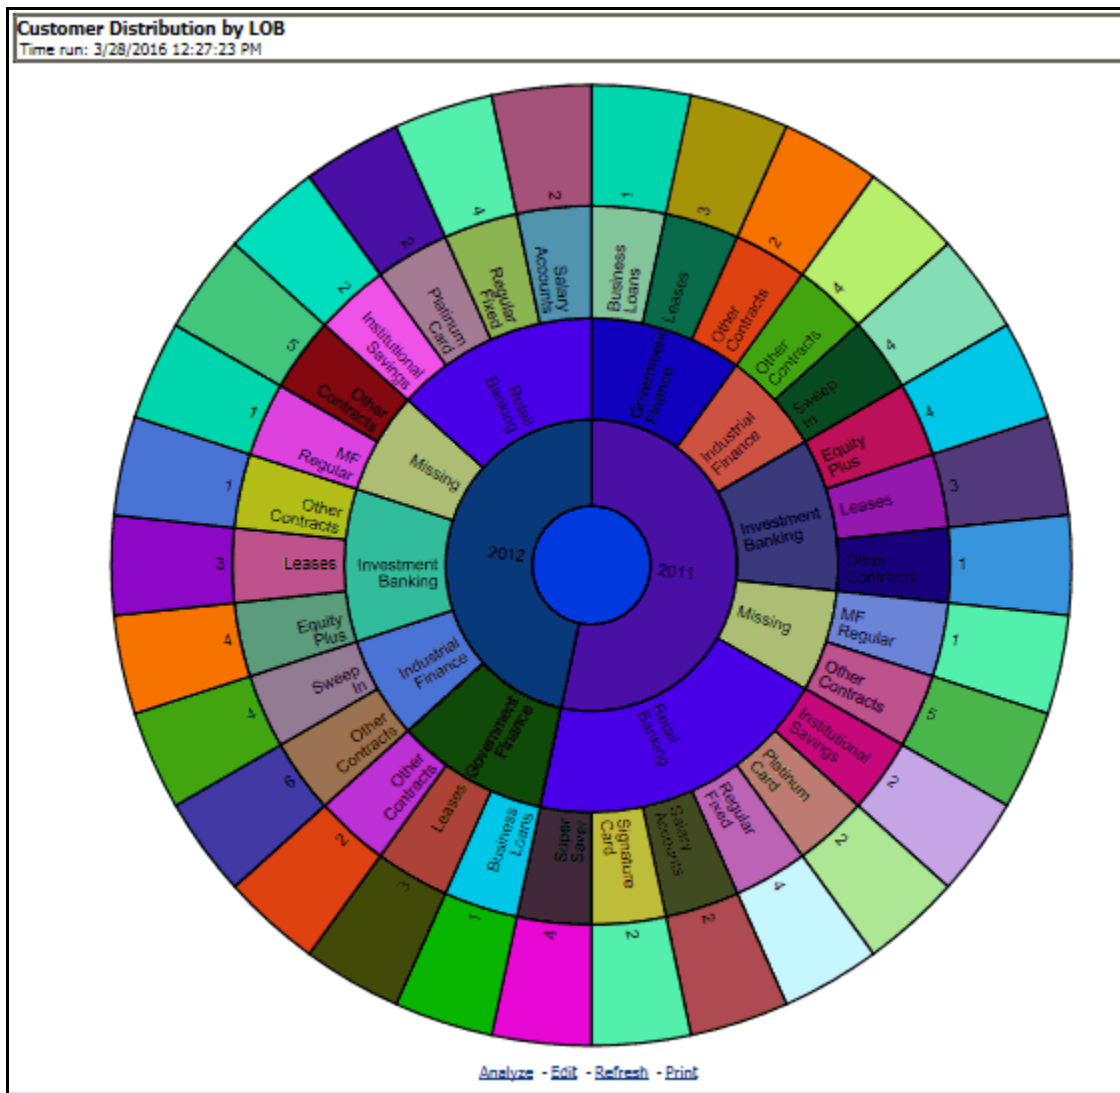 Customer Distribution by LOB
Time run: 3/28/2016 12:27:23 PM
2011
Government
Finance
Business
Loans
1
Leases
3
Other
Contracts
2
Industrial
Finance
Other
Contracts
4
Sweep
In
4
Investment
Banking
Equity
Plus
4
Leases
3
Other
Contracts
1
Missing
MF
Regular
1
Other
Contracts
5
Retail
Banking
Institutional
Savings
2
Platinum
Card
2
Regular
Fixed
4
Salary
Accounts
2
Signature
Card
2
Super
Saver
4
2012
Government
Finance
Business
Loans
1
Leases
3
Other
Contracts
2
Industrial
Finance
Other
Contracts
6
Sweep
In
4
Investment
Banking
Equity
Plus
4
Leases
3
Other
Contracts
1
Missing
MF
Regular
1
Other
Contracts
5
Retail
Banking
Institutional
Savings
2
Platinum
Card
2
Regular
Fixed
4
Salary
Accounts
2
Analyze - Edit - Refresh - Print